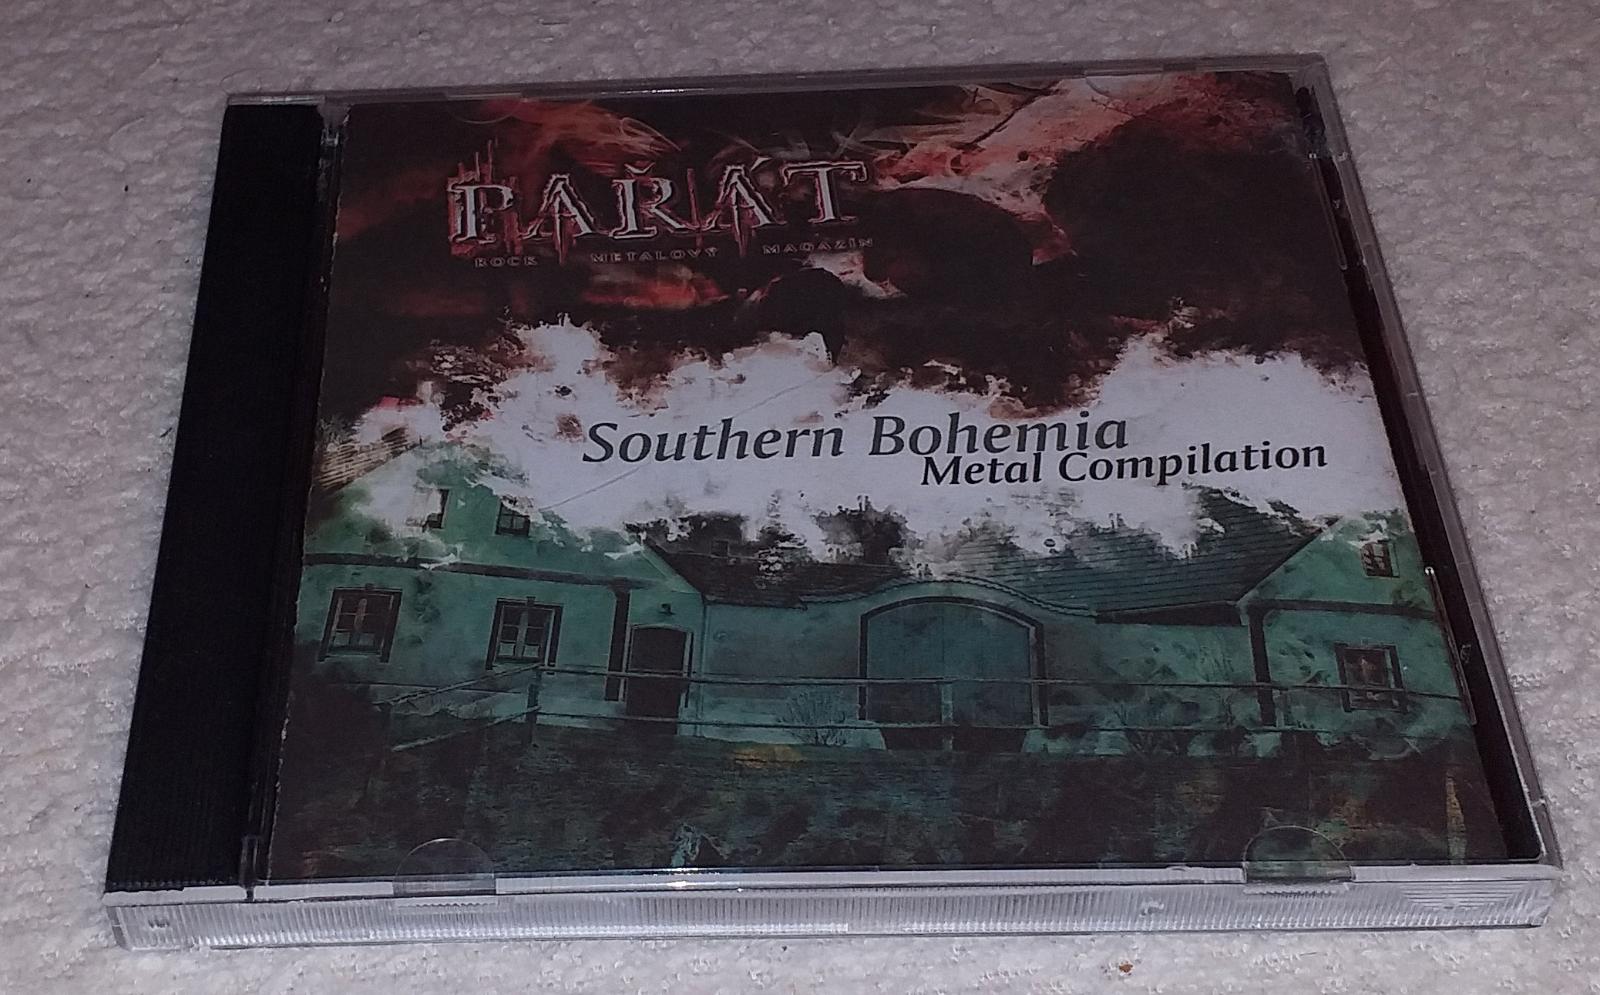 PAŘÁT
ROCK METALOVÝ MAGAZÍN
Southern Bohemia
Metal Compilation